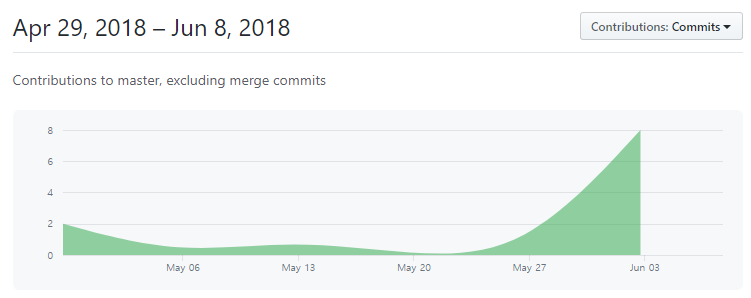 Apr 29, 2018 – Jun 8, 2018
Contributions: Commits
Contributions to master, excluding merge commits
8
6
4
2
0
May 06 May 13 May 20 May 27 Jun 03